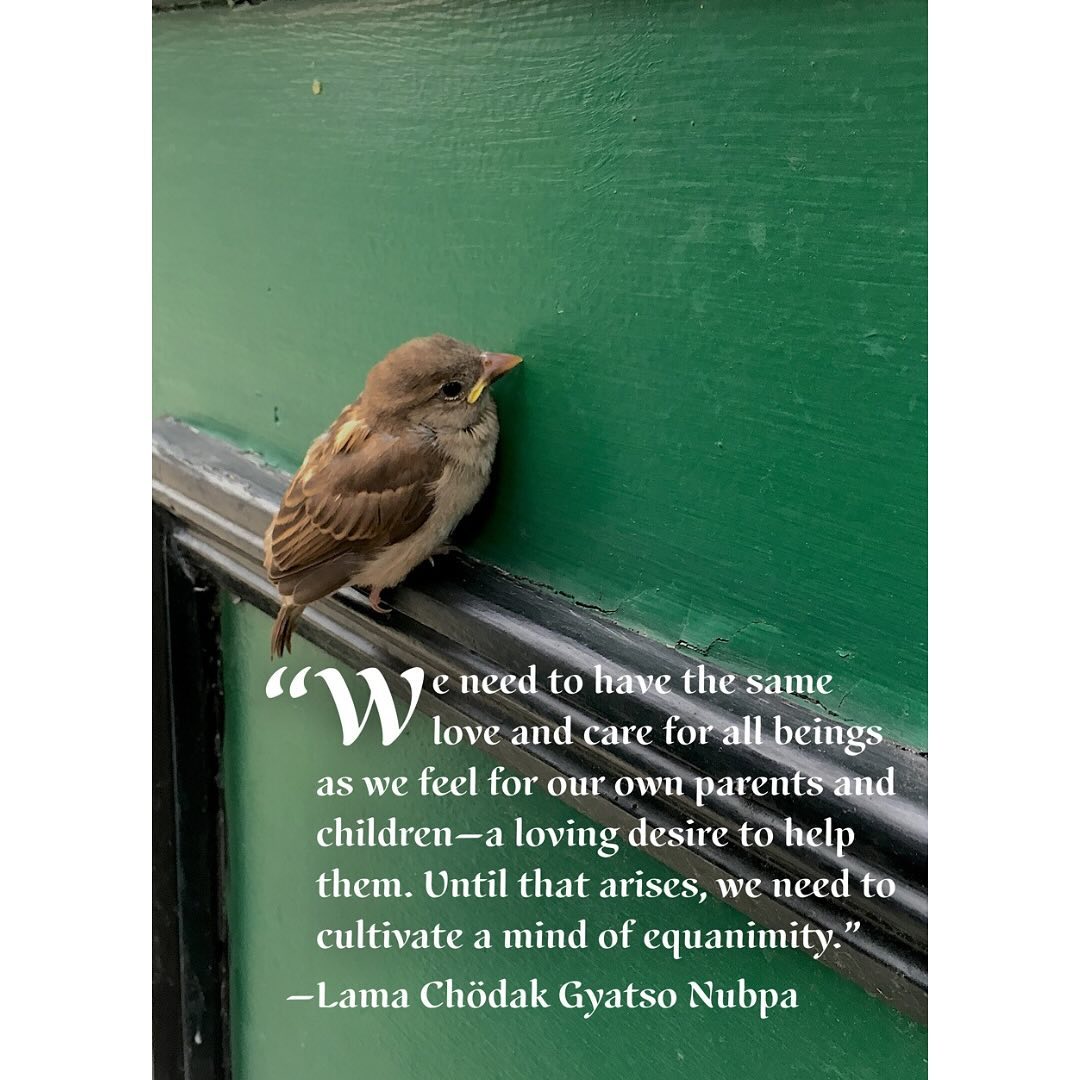 “We need to have the same
love and care for all beings
as we feel for our own parents and
children—a loving desire to help
them. Until that arises, we need to
cultivate a mind of equanimity.”
—Lama Chödak Gyatso Nubpa